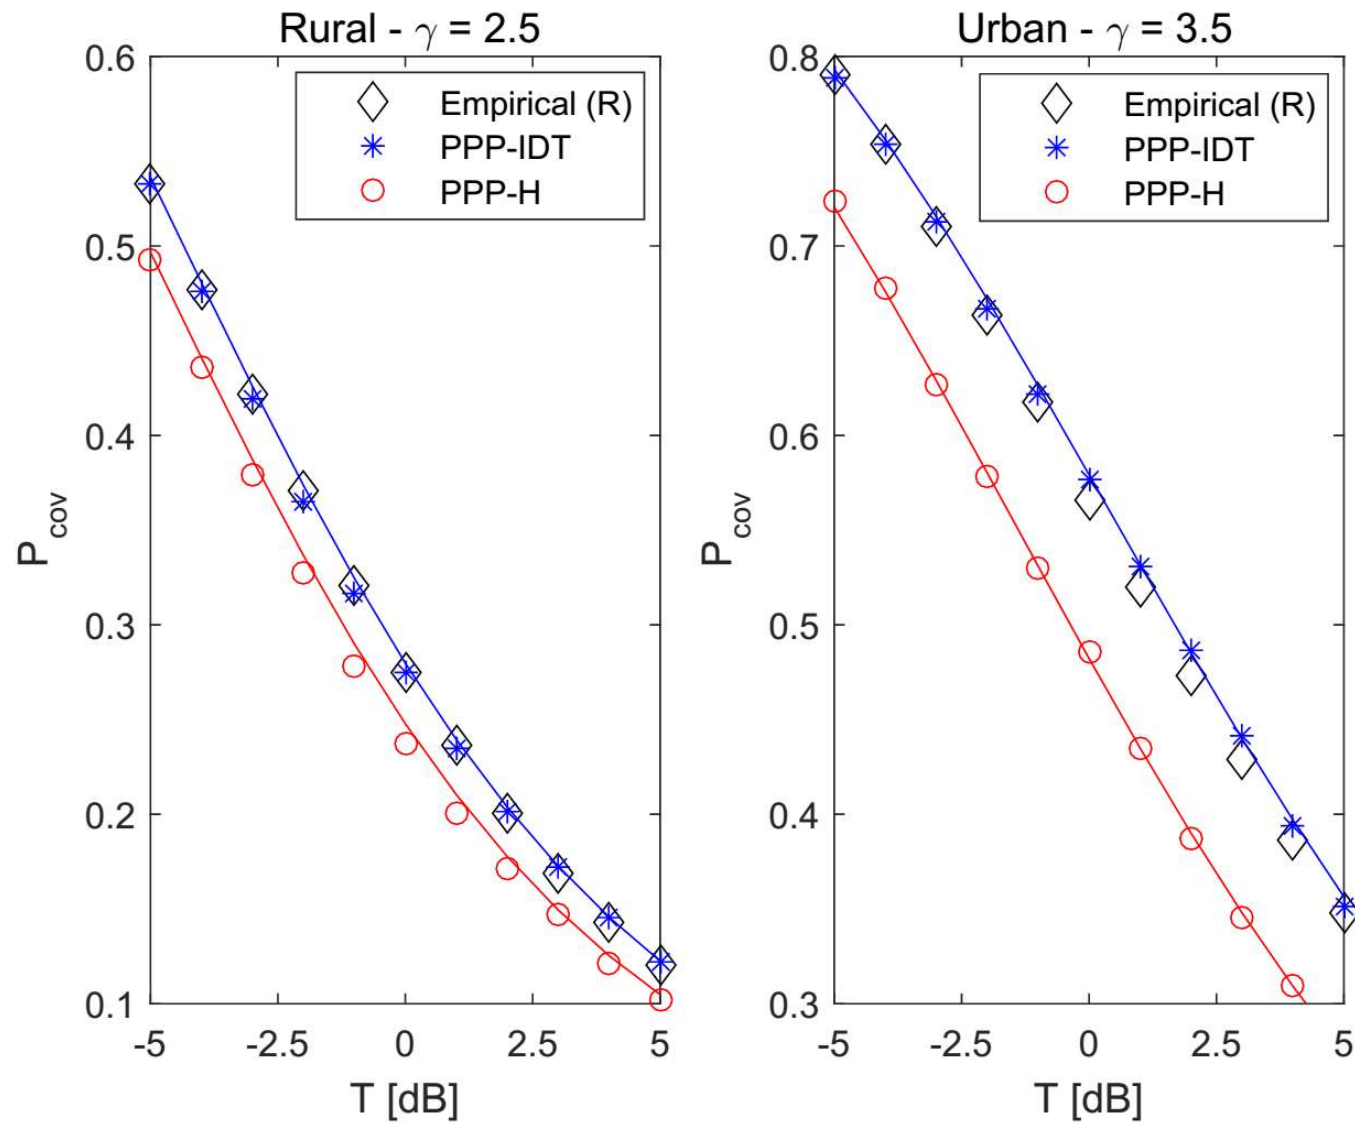 Rural - γ = 2.5
0.6
0.5
0.4
0.3
0.2
0.1
P_cov
-5 -2.5 0 2.5 5
T [dB]
Empirical (R)
PPP-IDT
PPP-H
Urban - γ = 3.5
0.8
0.7
0.6
0.5
0.4
0.3
P_cov
-5 -2.5 0 2.5 5
T [dB]
Empirical (R)
PPP-IDT
PPP-H